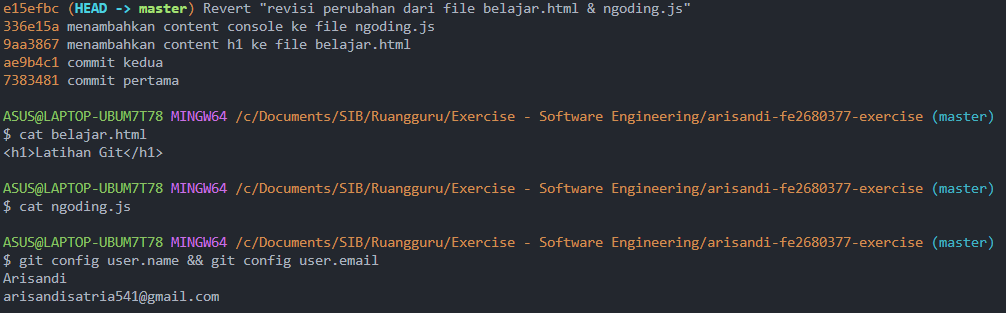 e15efbc (HEAD -> master) Revert "revisi perubahan dari file belajar.html & ngoding.js"
336e15a menambahkan content console ke file ngoding.js
9aa3867 menambahkan content h1 ke file belajar.html
ae9b4c1 commit kedua
7383481 commit pertama
ASUS@LAPTOP-UBUM7T78 MINGW64 /c/Documents/SIB/Ruangguru/Exercise - Software Engineering/arisandi-fe2680377-exercise (master)
$ cat belajar.html
<h1>Latihan Git</h1>
ASUS@LAPTOP-UBUM7T78 MINGW64 /c/Documents/SIB/Ruangguru/Exercise - Software Engineering/arisandi-fe2680377-exercise (master)
$ cat ngoding.js
ASUS@LAPTOP-UBUM7T78 MINGW64 /c/Documents/SIB/Ruangguru/Exercise - Software Engineering/arisandi-fe2680377-exercise (master)
$ git config user.name && git config user.email
Arisandi
arisandisatria541@gmail.com